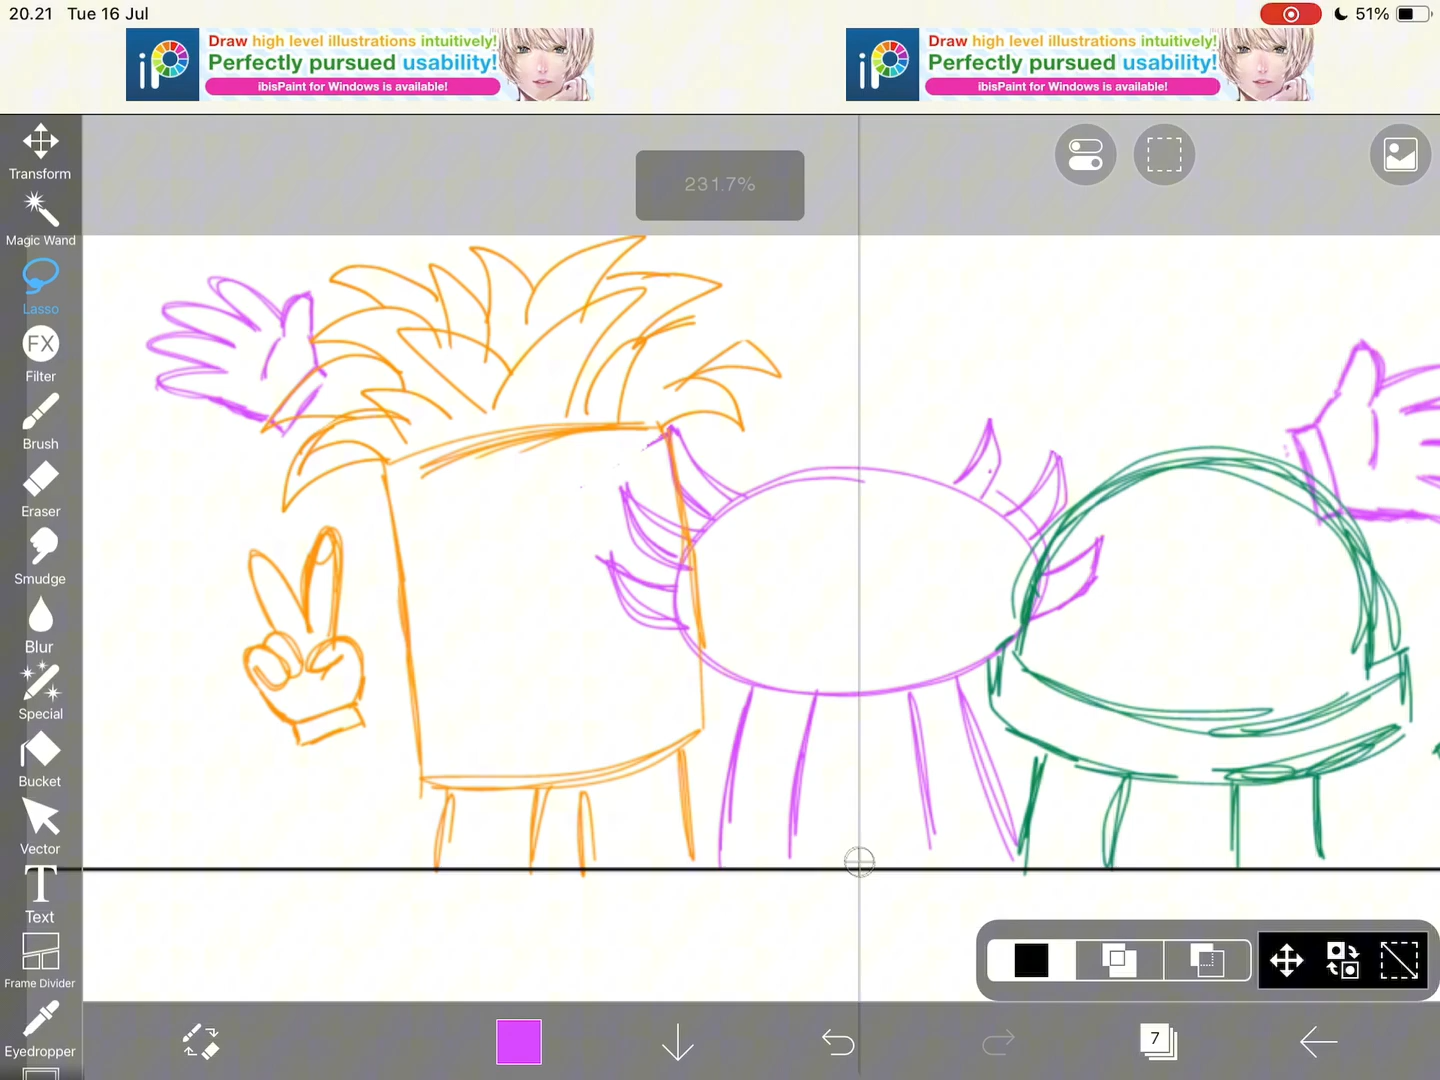 20.21 Tue 16 Jul
51%
iP
Draw high level illustrations intuitively!
Perfectly pursued usability!
ibisPaint for Windows is available!
iP
Draw high level illustrations intuitively!
Perfectly pursued usability!
ibisPaint for Windows is available!
231.7%
Transform
Magic Wand
Lasso
FX
Filter
Brush
Eraser
Smudge
Blur
Special
Bucket
Vector
T
Text
Frame Divider
Eyedropper
7